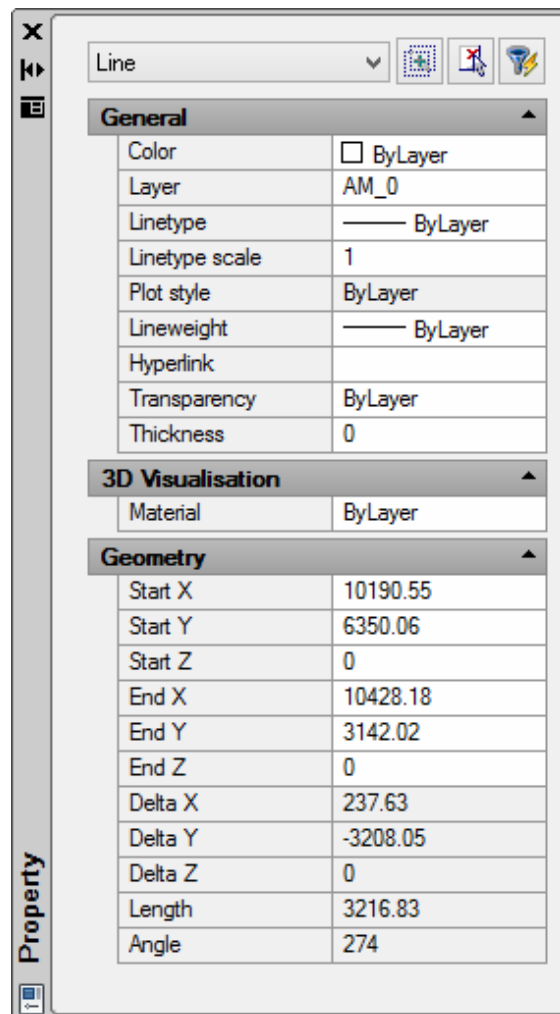 Line
General
Color ByLayer
Layer AM_0
Linetype ByLayer
Linetype scale 1
Plot style ByLayer
Lineweight ByLayer
Hyperlink
Transparency ByLayer
Thickness 0
3D Visualisation
Material ByLayer
Geometry
Start X 10190.55
Start Y 6350.06
Start Z 0
End X 10428.18
End Y 3142.02
End Z 0
Delta X 237.63
Delta Y -3208.05
Delta Z 0
Length 3216.83
Angle 274
Property